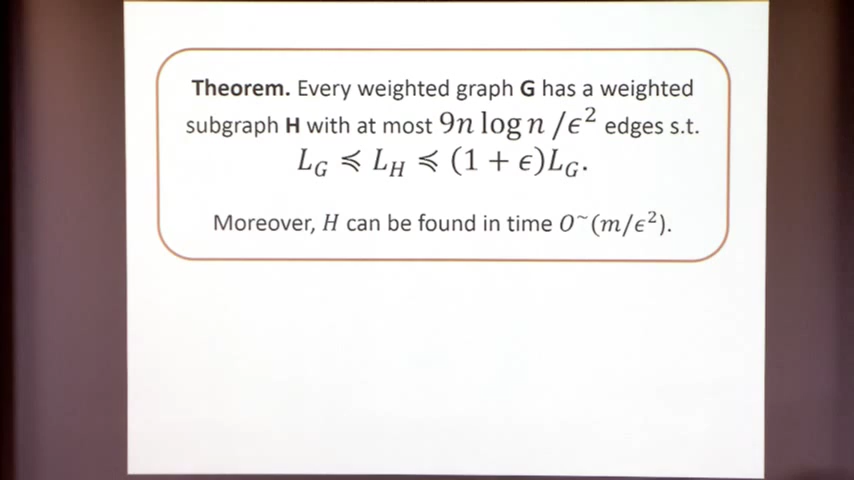 Theorem. Every weighted graph G has a weighted
subgraph H with at most 9n log n /ϵ² edges s.t.
L_G ≼ L_H ≼ (1 + ϵ)L_G.
Moreover, H can be found in time O~(m/ϵ²).